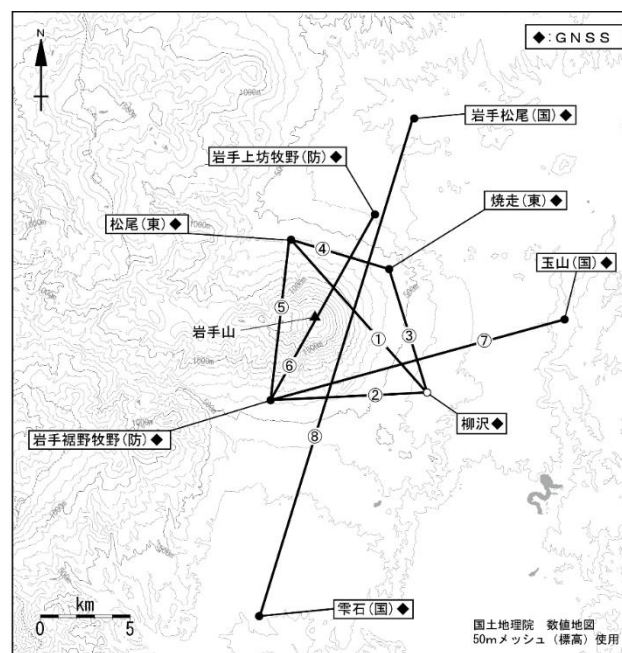 N
◆:GNSS
岩手松尾(国)◆
岩手上坊牧野(防)◆
焼走(東)◆
松尾(東)◆
玉山(国)◆
④
⑤
岩手山
①
③
⑥
⑦
②
岩手裾野牧野(防)◆
柳沢◆
⑧
km
0 5
雫石(国)◆
国土地理院 数値地図
50mメッシュ(標高)使用